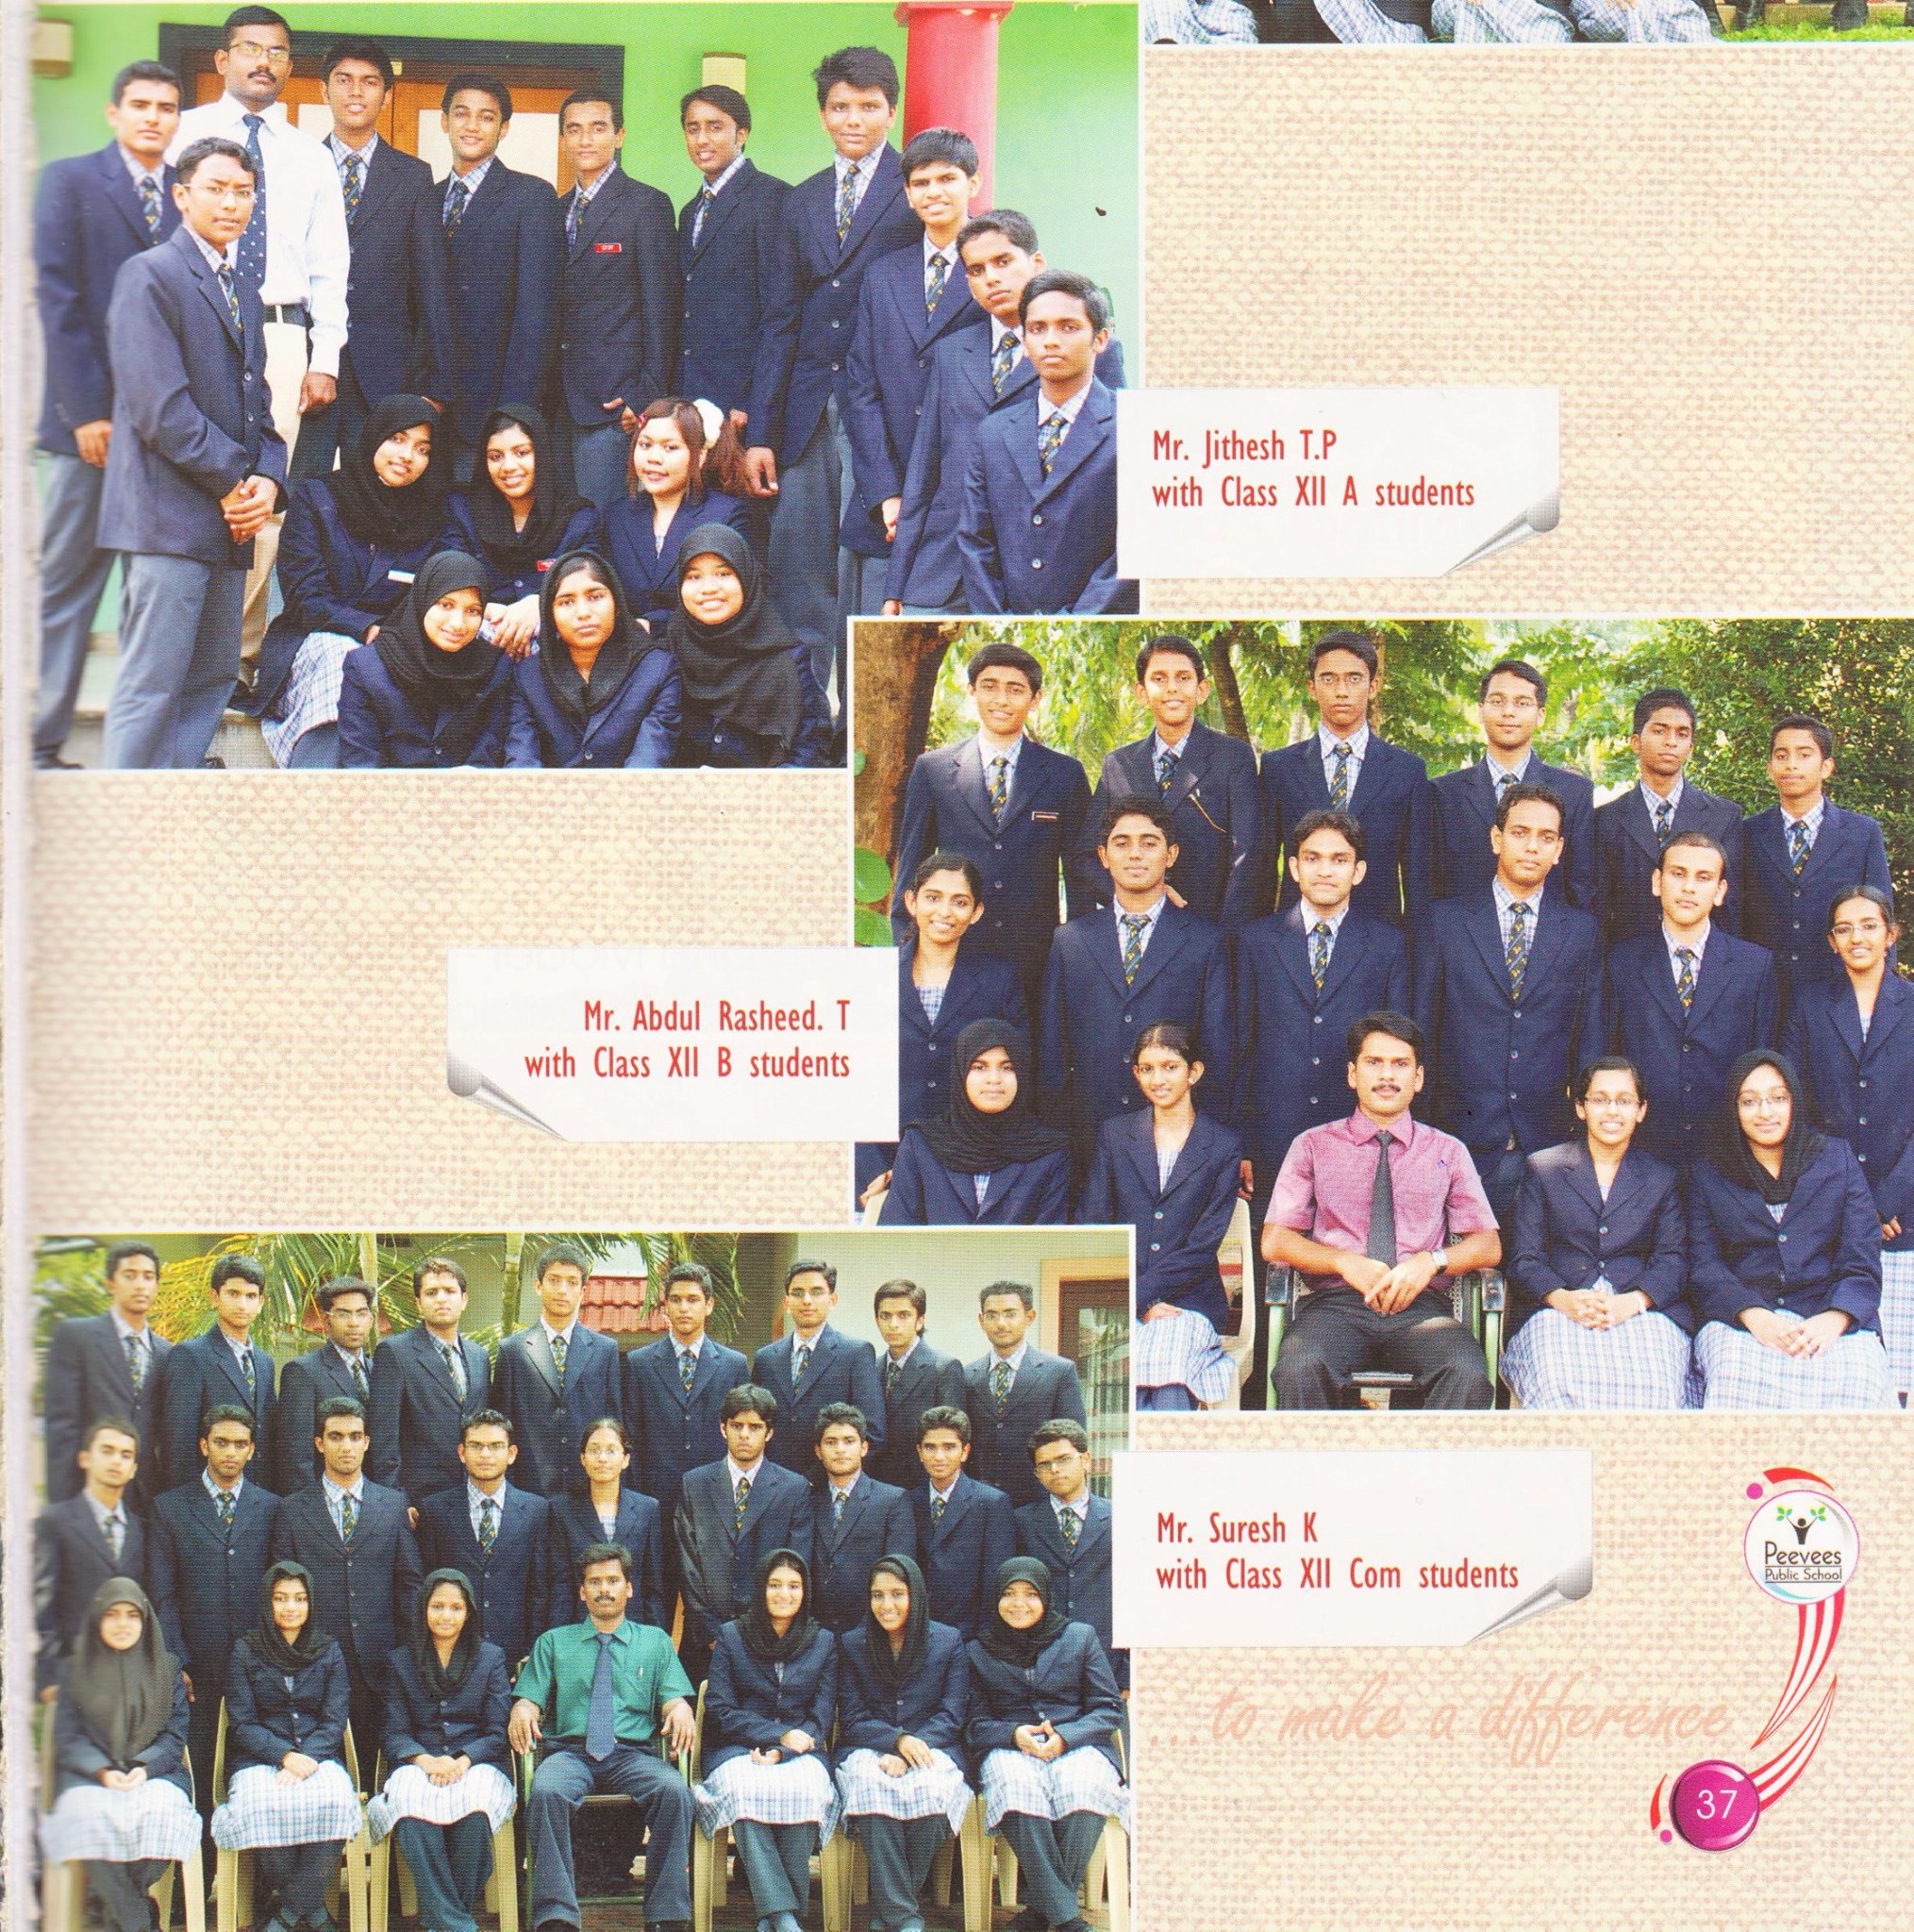 Mr. Jithesh T.P
with Class XII A students
Mr. Abdul Rasheed. T
with Class XII B students
Mr. Suresh K
with Class XII Com students
Peevees
Public School
...to make a difference
37